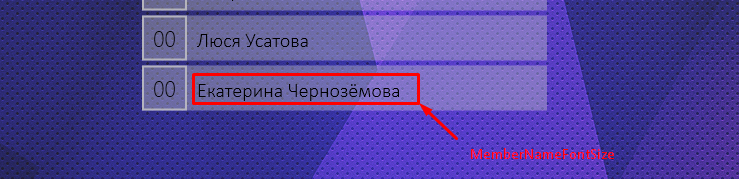 00 Люся Усатова
00 Екатерина Чернозёмова
MemberNameFontSize